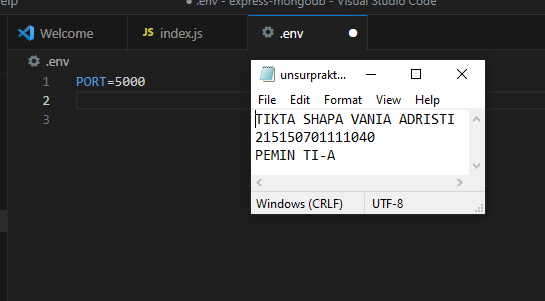 elp
.env - express-mongodb - Visual Studio Code
Welcome
JS index.js
.env
.env
1 PORT=5000
2
3
unsurprakt...
File Edit Format View Help
TIKTA SHAPA VANIA ADRISTI
215150701111040
PEMIN TI-A
Windows (CRLF) UTF-8